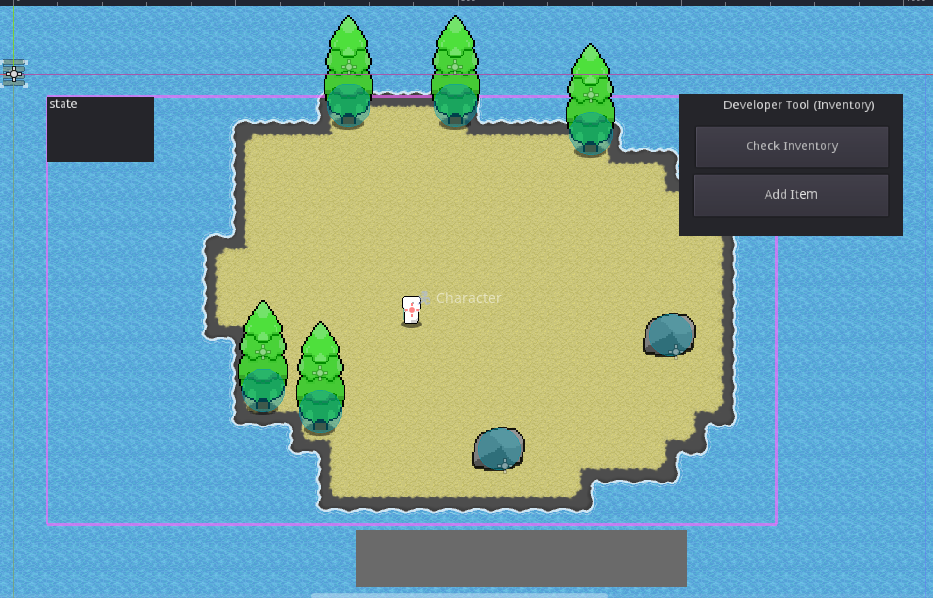 state
Developer Tool (Inventory)
Check Inventory
Add Item
Character